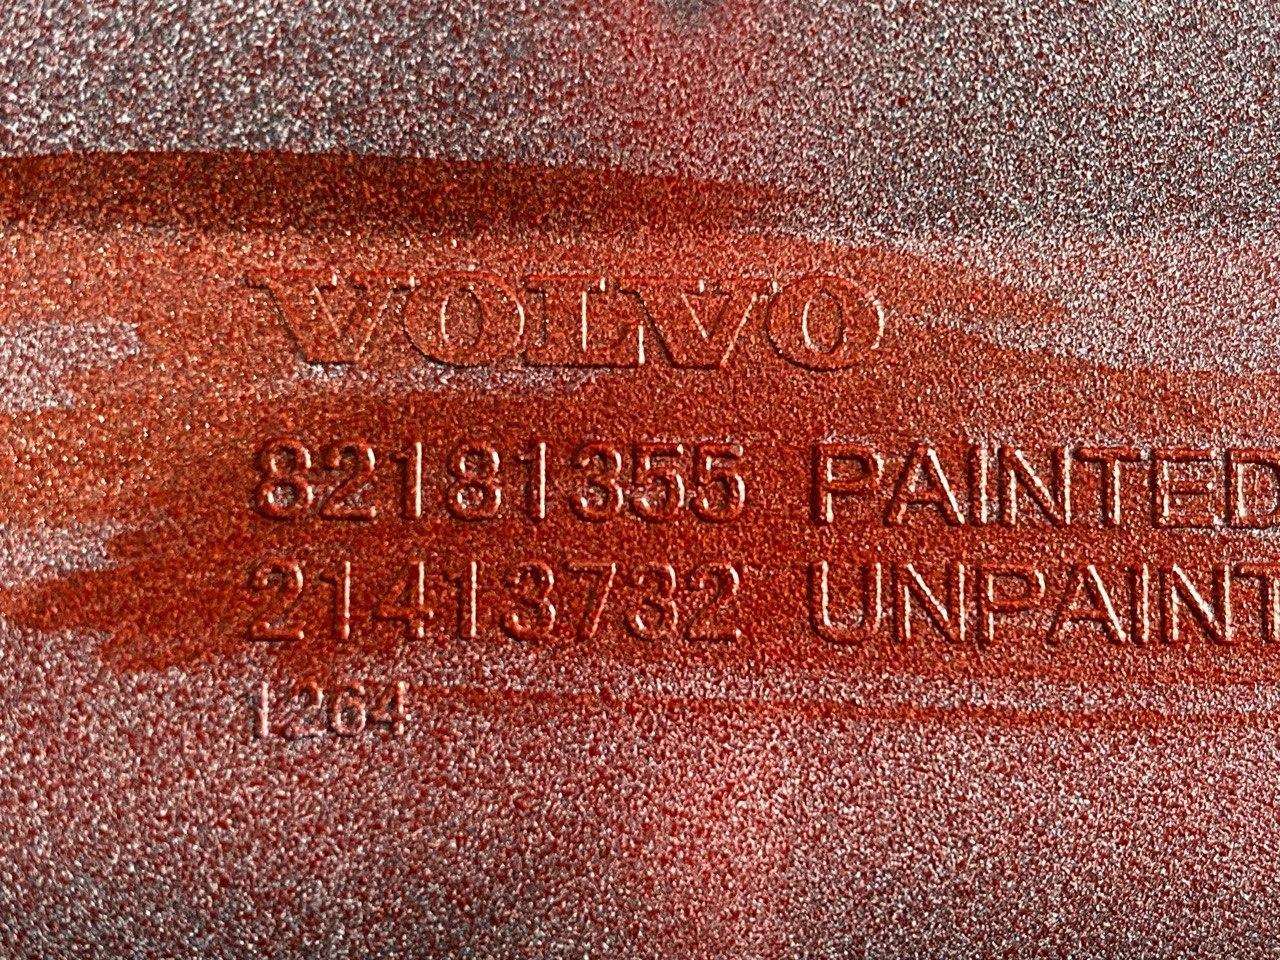 VOLVO
82181355 PAINTED
21413732 UNPAINT
1264